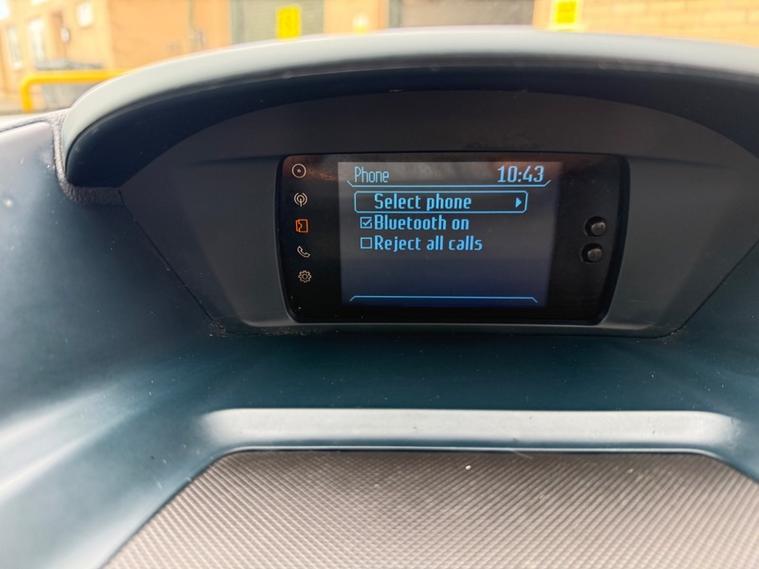 Phone 10:43
Select phone
Bluetooth on
Reject all calls